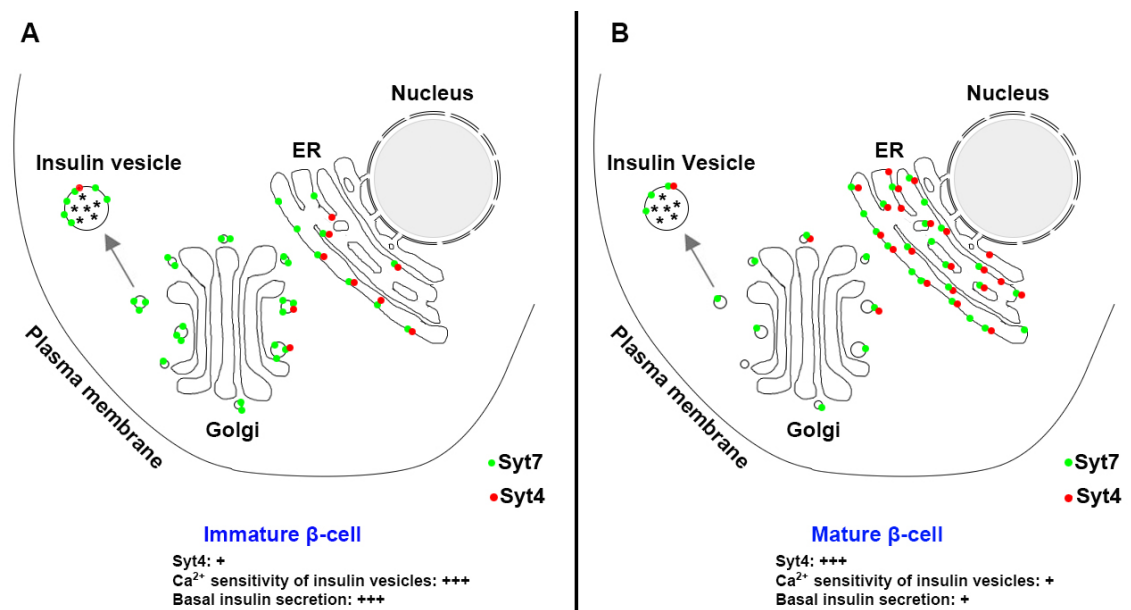 A
Nucleus
ER
Insulin vesicle
* * * * * *
Plasma membrane
Golgi
Syt7
Syt4
Immature β-cell
Syt4: +
Ca²⁺ sensitivity of insulin vesicles: +++
Basal insulin secretion: +++
B
Nucleus
ER
Insulin Vesicle
* * * * * *
Plasma membrane
Golgi
Syt7
Syt4
Mature β-cell
Syt4: +++
Ca²⁺ sensitivity of insulin vesicles: +
Basal insulin secretion: +